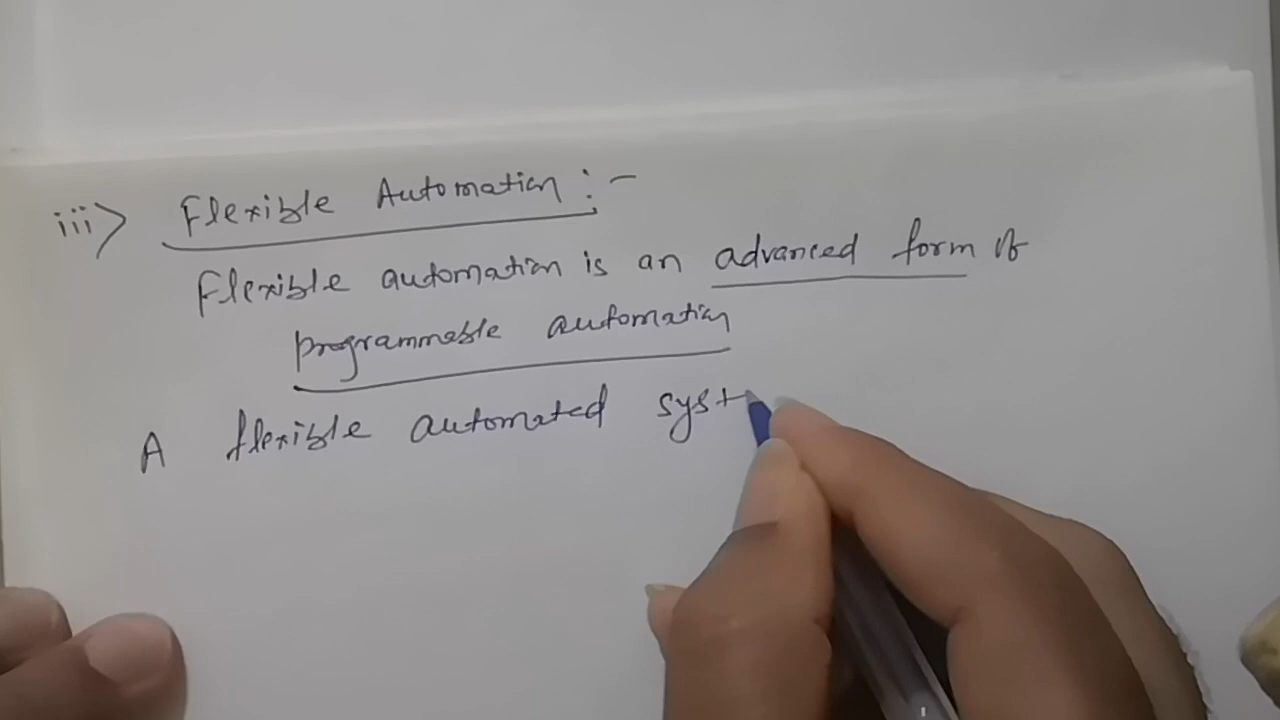 iii> Flexible Automation :-
Flexible automation is an advanced form of
programmable automation
A flexible automated syst